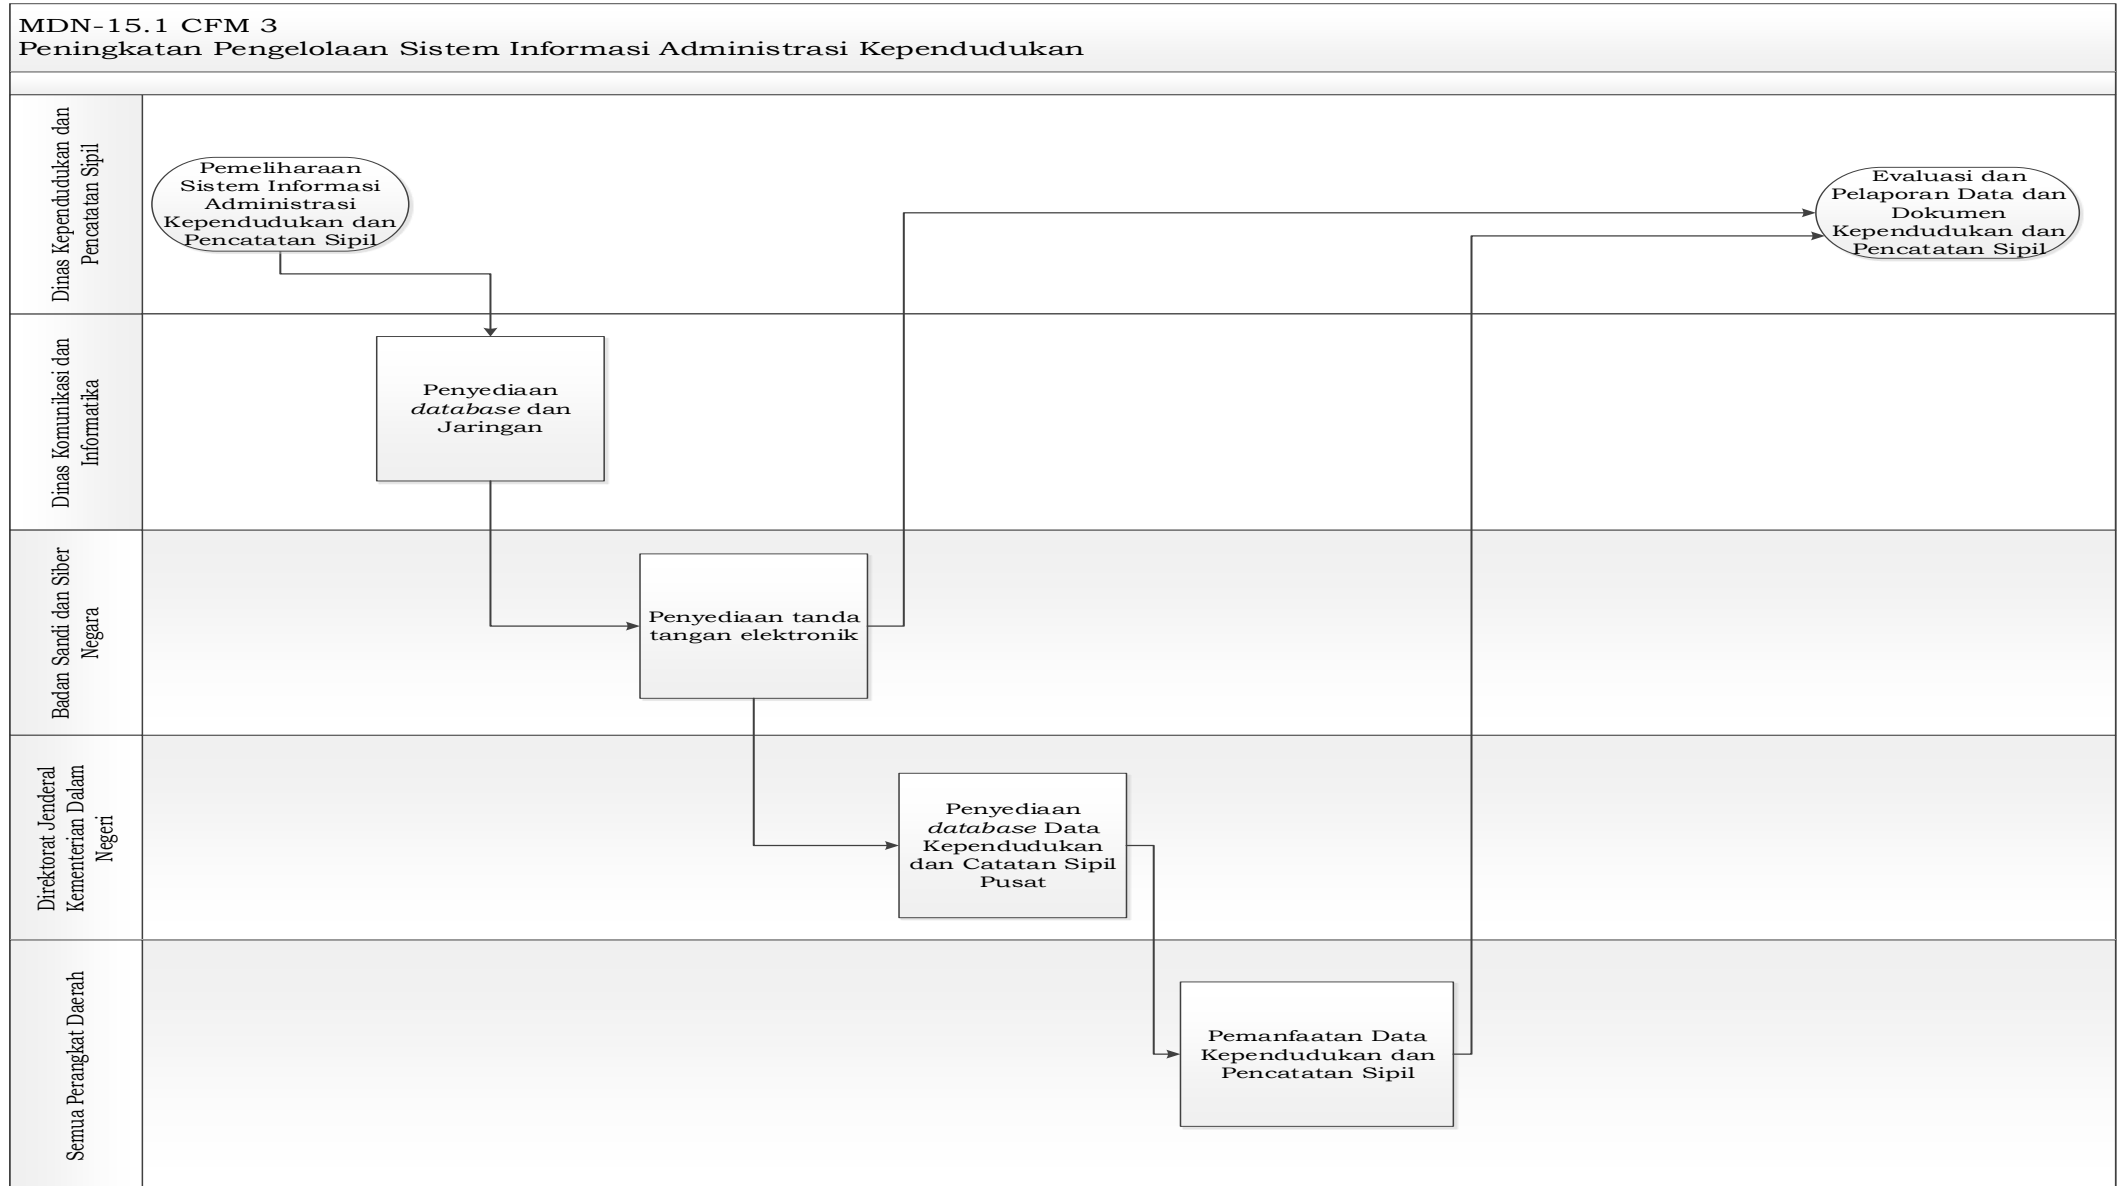 MDN-15.1 CFM 3
Peningkatan Pengelolaan Sistem Informasi Administrasi Kependudukan
Dinas Kependudukan dan
Pencatatan Sipil
Pemeliharaan
Sistem Informasi
Administrasi
Kependudukan dan
Pencatatan Sipil
Evaluasi dan
Pelaporan Data dan
Dokumen
Kependudukan dan
Pencatatan Sipil
Dinas Komunikasi dan
Informatika
Penyediaan
database dan
Jaringan
Badan Sandi dan Siber
Negara
Penyediaan tanda
tangan elektronik
Direktorat Jenderal
Kementerian Dalam
Negeri
Penyediaan
database Data
Kependudukan
dan Catatan Sipil
Pusat
Semua Perangkat Daerah
Pemanfaatan Data
Kependudukan dan
Pencatatan Sipil